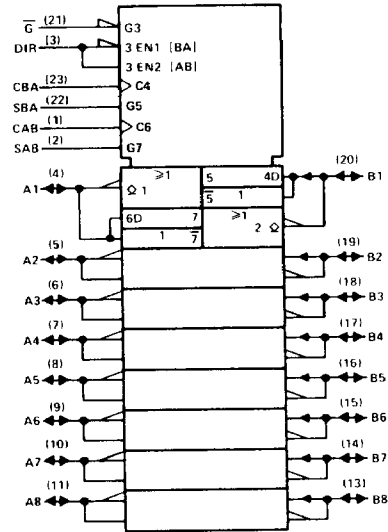 G̅ (21) G3
DIR (3) 3 EN1 [BA]
3 EN2 [AB]
CBA (23) C4
SBA (22) G5
CAB (1) C6
SAB (2) G7
A1 (4) ≥1 5 4D (20) B1
Ω 1 5̅ 1
6D 7 ≥1
1 7̅ 2 Ω
A2 (5) (19) B2
A3 (6) (18) B3
A4 (7) (17) B4
A5 (8) (16) B5
A6 (9) (15) B6
A7 (10) (14) B7
A8 (11) (13) B8